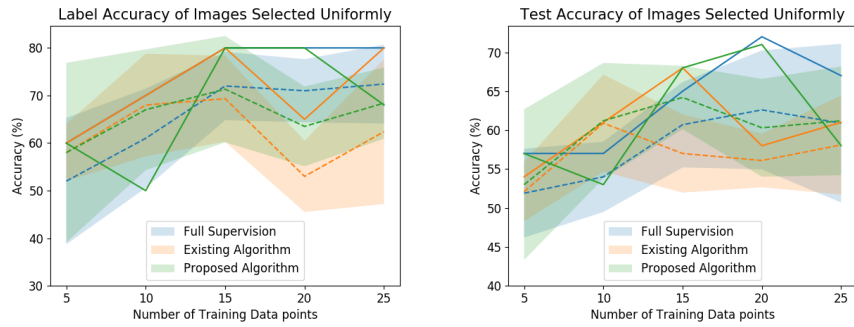 Label Accuracy of Images Selected Uniformly
80
70
60
50
40
30
Accuracy (%)
5
10
15
20
25
Number of Training Data points
Full Supervision
Existing Algorithm
Proposed Algorithm
Test Accuracy of Images Selected Uniformly
70
65
60
55
50
45
40
Accuracy (%)
5
10
15
20
25
Number of Training Data points
Full Supervision
Existing Algorithm
Proposed Algorithm